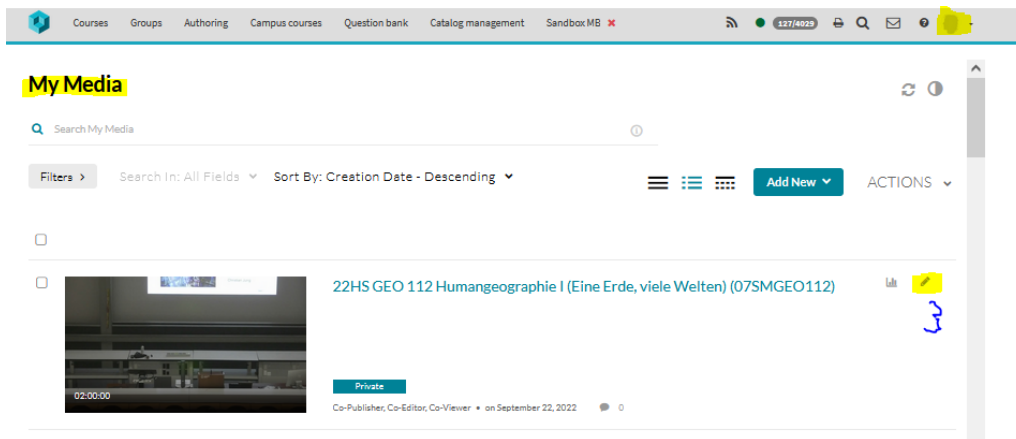 Courses Groups Authoring Campus courses Question bank Catalog management Sandbox MB 127/4029
My Media
Search My Media
Filters > Search In: All Fields Sort By: Creation Date - Descending Add New ACTIONS
22HS GEO 112 Humangeographie I (Eine Erde, viele Welten) (07SMGEO112)
3
02:00:00
Private
Co-Publisher, Co-Editor, Co-Viewer • on September 22, 2022 0